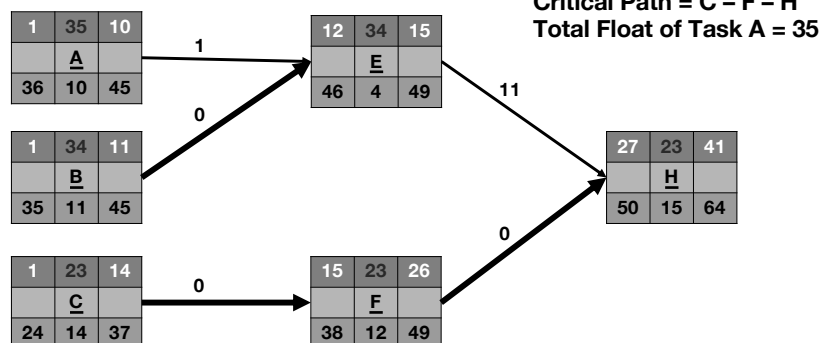 Critical Path = C – F – H
Total Float of Task A = 35
1 35 10
A
36 10 45
1
12 34 15
E
46 4 49
11
0
1 34 11
B
35 11 45
27 23 41
H
50 15 64
0
1 23 14
C
24 14 37
0
15 23 26
F
38 12 49